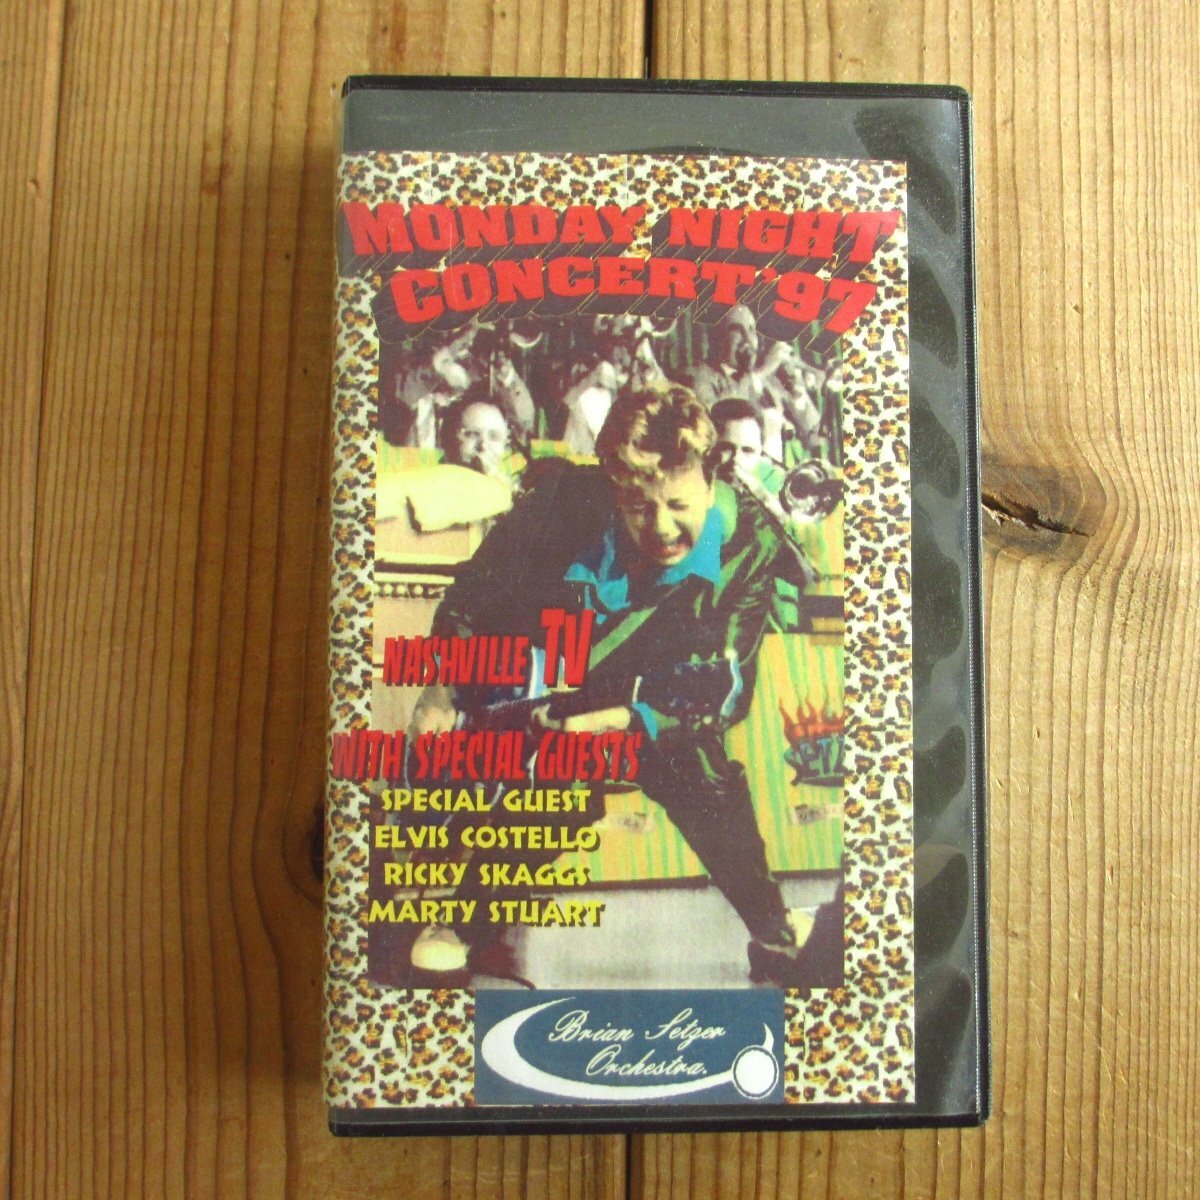 MONDAY NIGHT
CONCERT '97
NASHVILLE TV
WITH SPECIAL GUESTS
SPECIAL GUEST
ELVIS COSTELLO
RICKY SKAGGS
MARTY STUART
Brian Setzer
Orchestra.